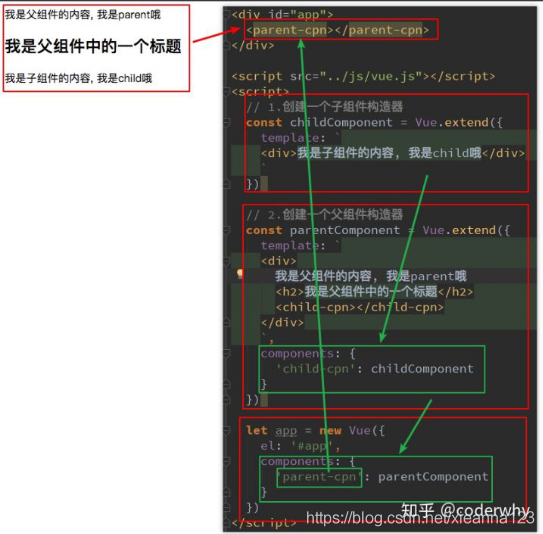 我是父组件的内容, 我是parent哦
我是父组件中的一个标题
我是子组件的内容, 我是child哦
<div id="app">
<parent-cpn></parent-cpn>
</div>
<script src="../js/vue.js"></script>
<script>
// 1.创建一个子组件构造器
const childComponent = Vue.extend({
template: `
<div>我是子组件的内容, 我是child哦</div>
`
})
// 2.创建一个父组件构造器
const parentComponent = Vue.extend({
template: `
<div>
我是父组件的内容, 我是parent哦
<h2>我是父组件中的一个标题</h2>
<child-cpn></child-cpn>
</div>
`,
components: {
'child-cpn': childComponent
}
})
let app = new Vue({
el: '#app',
components: {
'parent-cpn': parentComponent
}
})
</script>
知乎 @coderwhy
https://blog.csdn.net/xieanna123